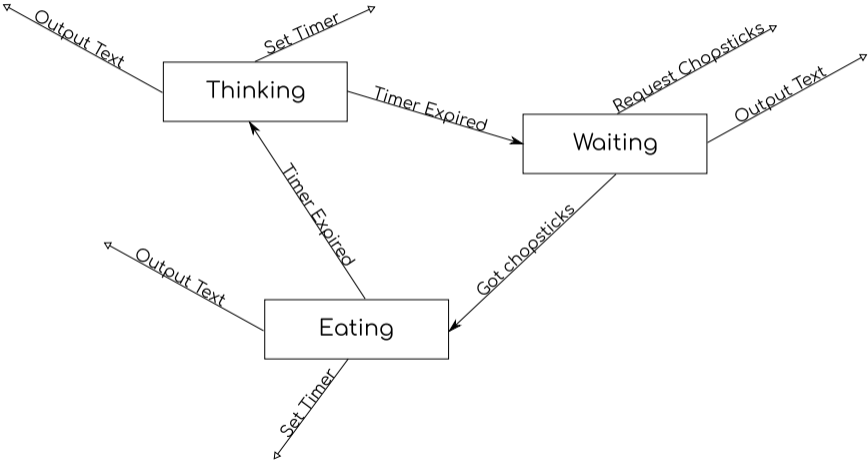 Output Text
Set Timer
Thinking
Timer Expired
Request Chopsticks
Output Text
Waiting
Timer Expired
Got chopsticks
Output Text
Eating
Set Timer